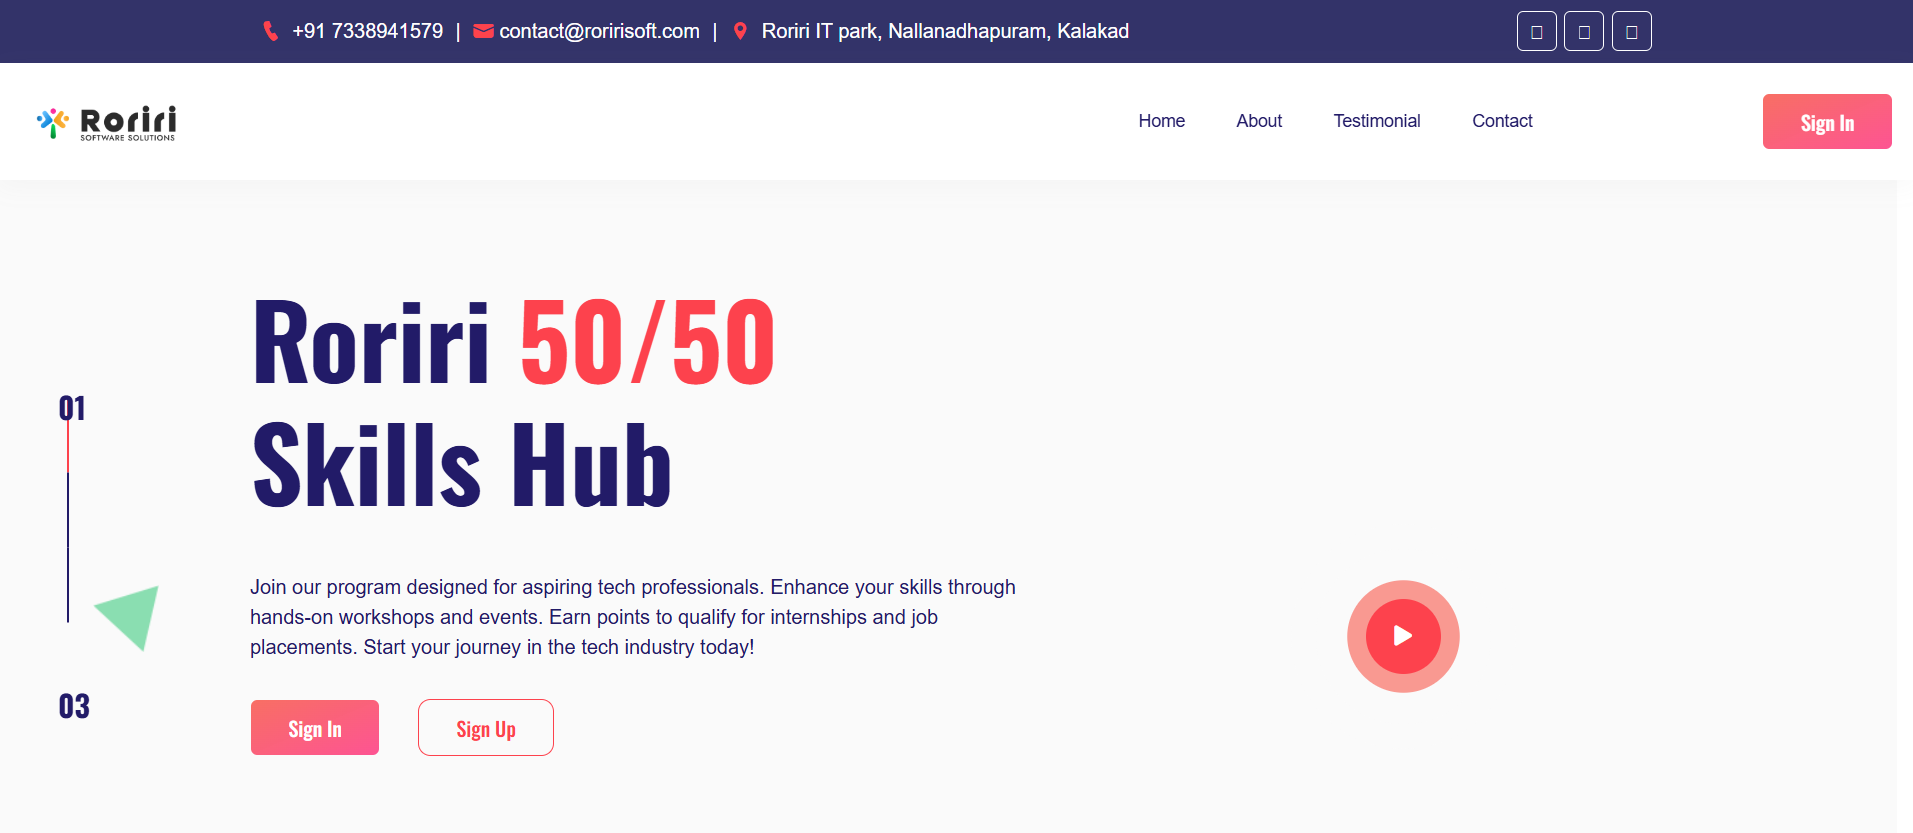 +91 7338941579 | contact@roririsoft.com | Roriri IT park, Nallanadhapuram, Kalakad
Roriri
SOFTWARE SOLUTIONS
Home About Testimonial Contact
Sign In
Roriri 50/50
Skills Hub
01
03
Join our program designed for aspiring tech professionals. Enhance your skills through
hands-on workshops and events. Earn points to qualify for internships and job
placements. Start your journey in the tech industry today!
Sign In
Sign Up